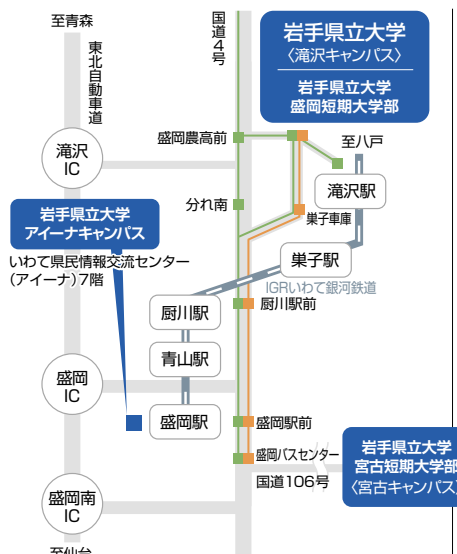 至青森
東北自動車道
国道4号
岩手県立大学
〈滝沢キャンパス〉
岩手県立大学
盛岡短期大学部
盛岡農高前
至八戸
滝沢
IC
滝沢駅
分れ南
巣子車庫
岩手県立大学
アイーナキャンパス
いわて県民情報交流センター
(アイーナ)7階
巣子駅
IGRいわて銀河鉄道
厨川駅
厨川駅前
青山駅
盛岡
IC
盛岡駅
盛岡駅前
盛岡バスセンター
岩手県立大学
宮古短期大学部
〈宮古キャンパス〉
国道106号
盛岡南
IC
至仙台